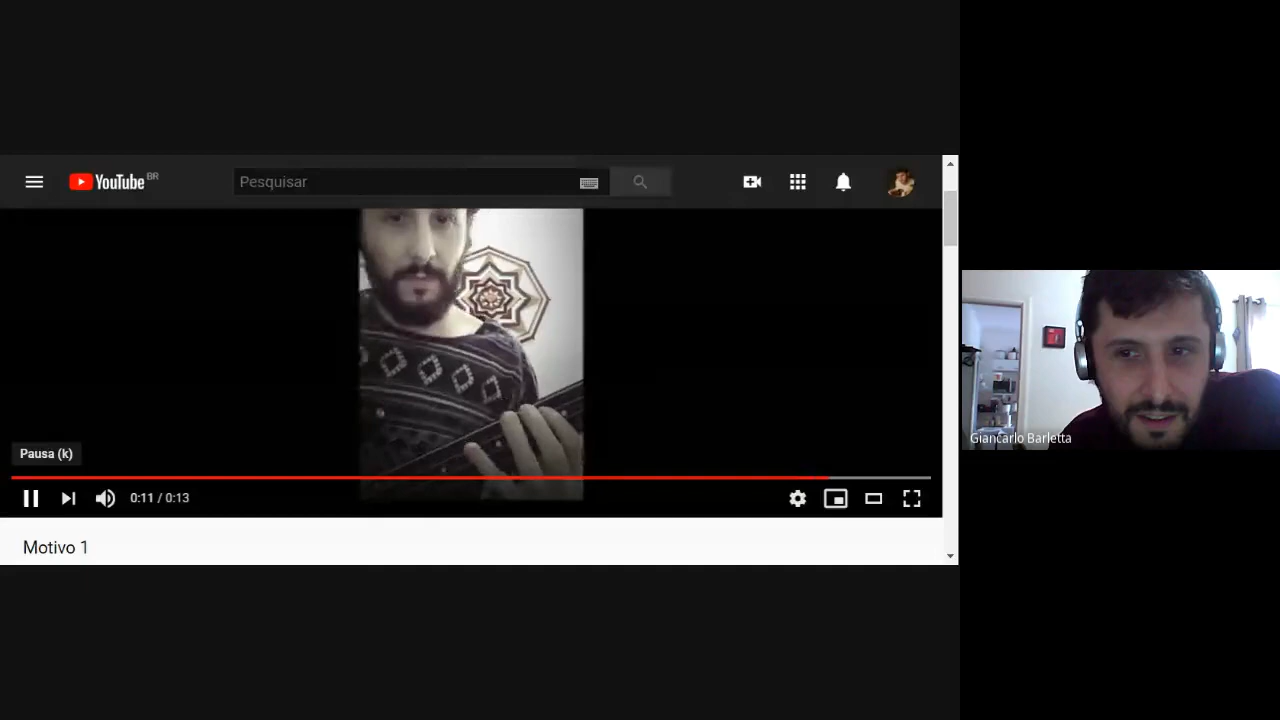 YouTube BR
Pesquisar
Pausa (k)
0:11 / 0:13
Motivo 1
Giancarlo Barletta